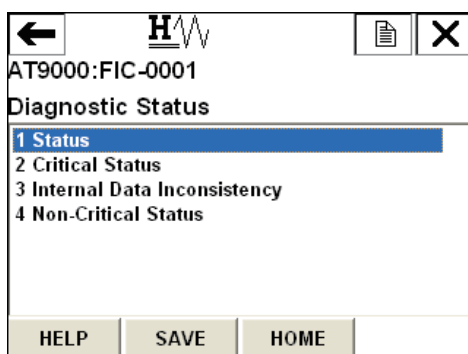 H
AT9000:FIC-0001
Diagnostic Status
1 Status
2 Critical Status
3 Internal Data Inconsistency
4 Non-Critical Status
HELP SAVE HOME